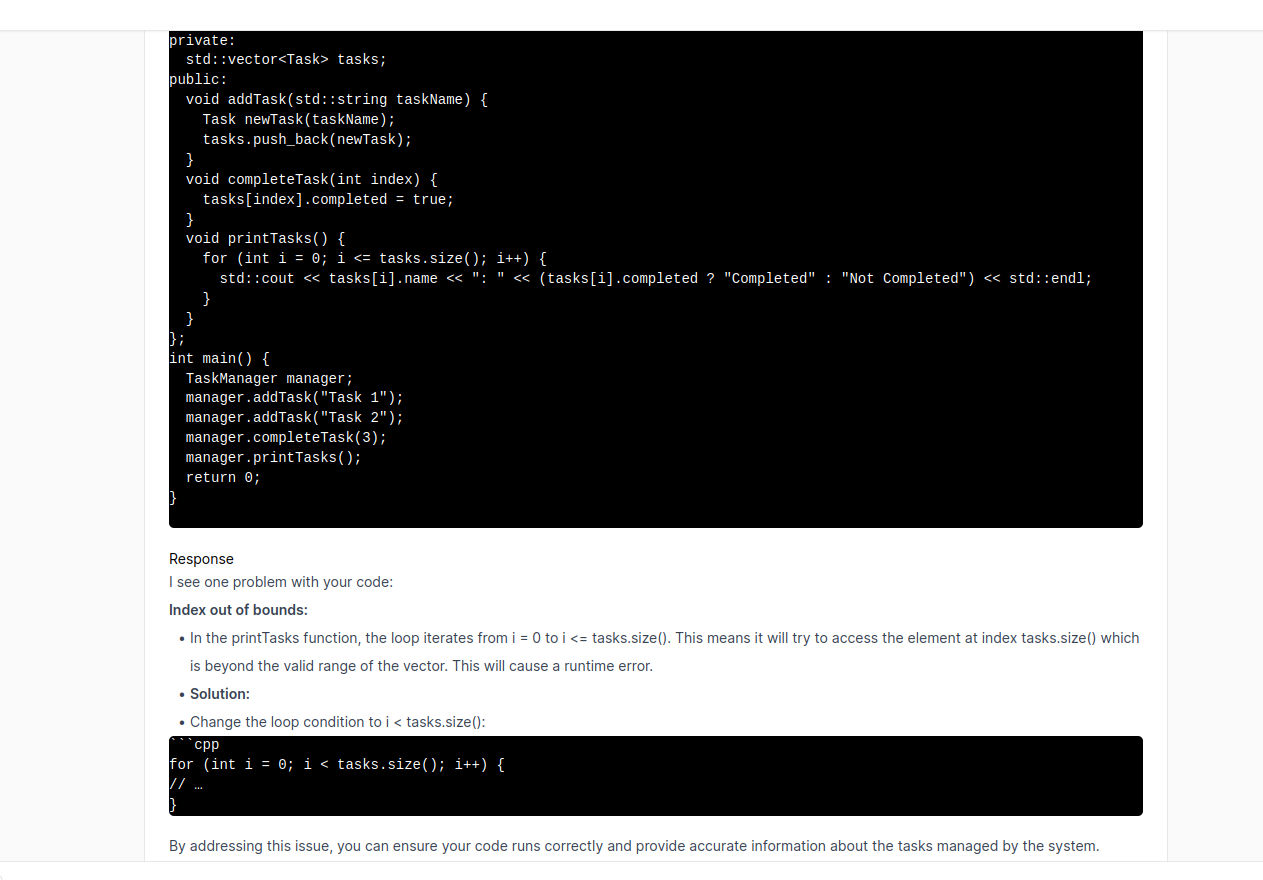 private:
  std::vector<Task> tasks;
public:
  void addTask(std::string taskName) {
    Task newTask(taskName);
    tasks.push_back(newTask);
  }
  void completeTask(int index) {
    tasks[index].completed = true;
  }
  void printTasks() {
    for (int i = 0; i <= tasks.size(); i++) {
      std::cout << tasks[i].name << ": " << (tasks[i].completed ? "Completed" : "Not Completed") << std::endl;
    }
  }
};
int main() {
  TaskManager manager;
  manager.addTask("Task 1");
  manager.addTask("Task 2");
  manager.completeTask(3);
  manager.printTasks();
  return 0;
}
Response
I see one problem with your code:
Index out of bounds:
• In the printTasks function, the loop iterates from i = 0 to i <= tasks.size(). This means it will try to access the element at index tasks.size() which
is beyond the valid range of the vector. This will cause a runtime error.
• Solution:
• Change the loop condition to i < tasks.size():
```cpp
for (int i = 0; i < tasks.size(); i++) {
// …
}
By addressing this issue, you can ensure your code runs correctly and provide accurate information about the tasks managed by the system.